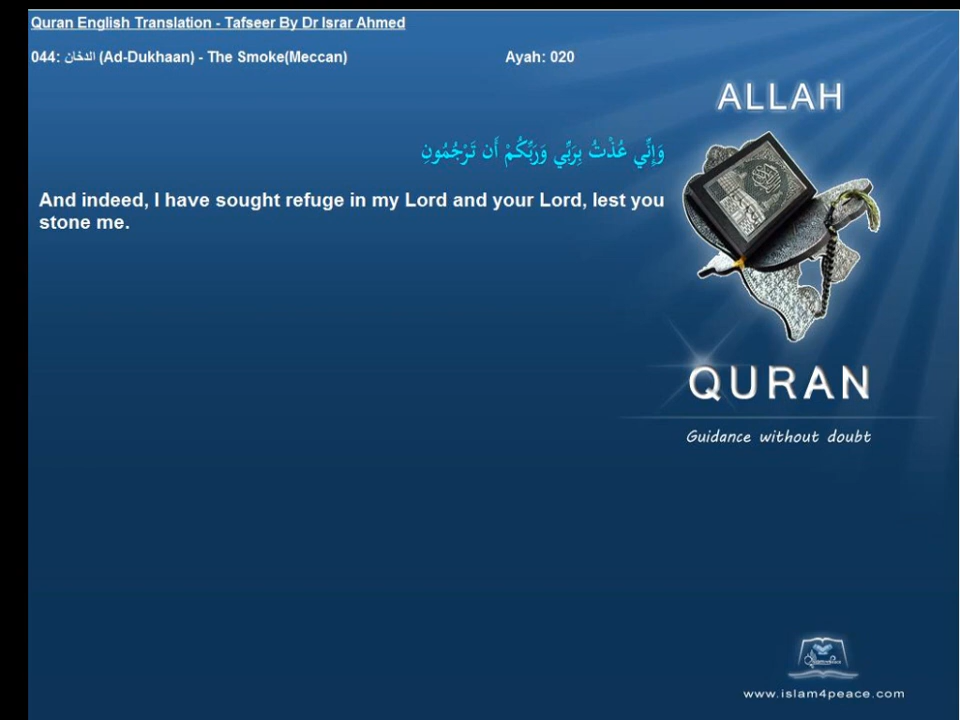 Quran English Translation - Tafseer By Dr Israr Ahmed
044: الدخان (Ad-Dukhaan) - The Smoke(Meccan) Ayah: 020
ALLAH
وَإِنِّي عُذْتُ بِرَبِّي وَرَبِّكُمْ أَن تَرْجُمُونِ
And indeed, I have sought refuge in my Lord and your Lord, lest you
stone me.
QURAN
Guidance without doubt
www.islam4peace.com